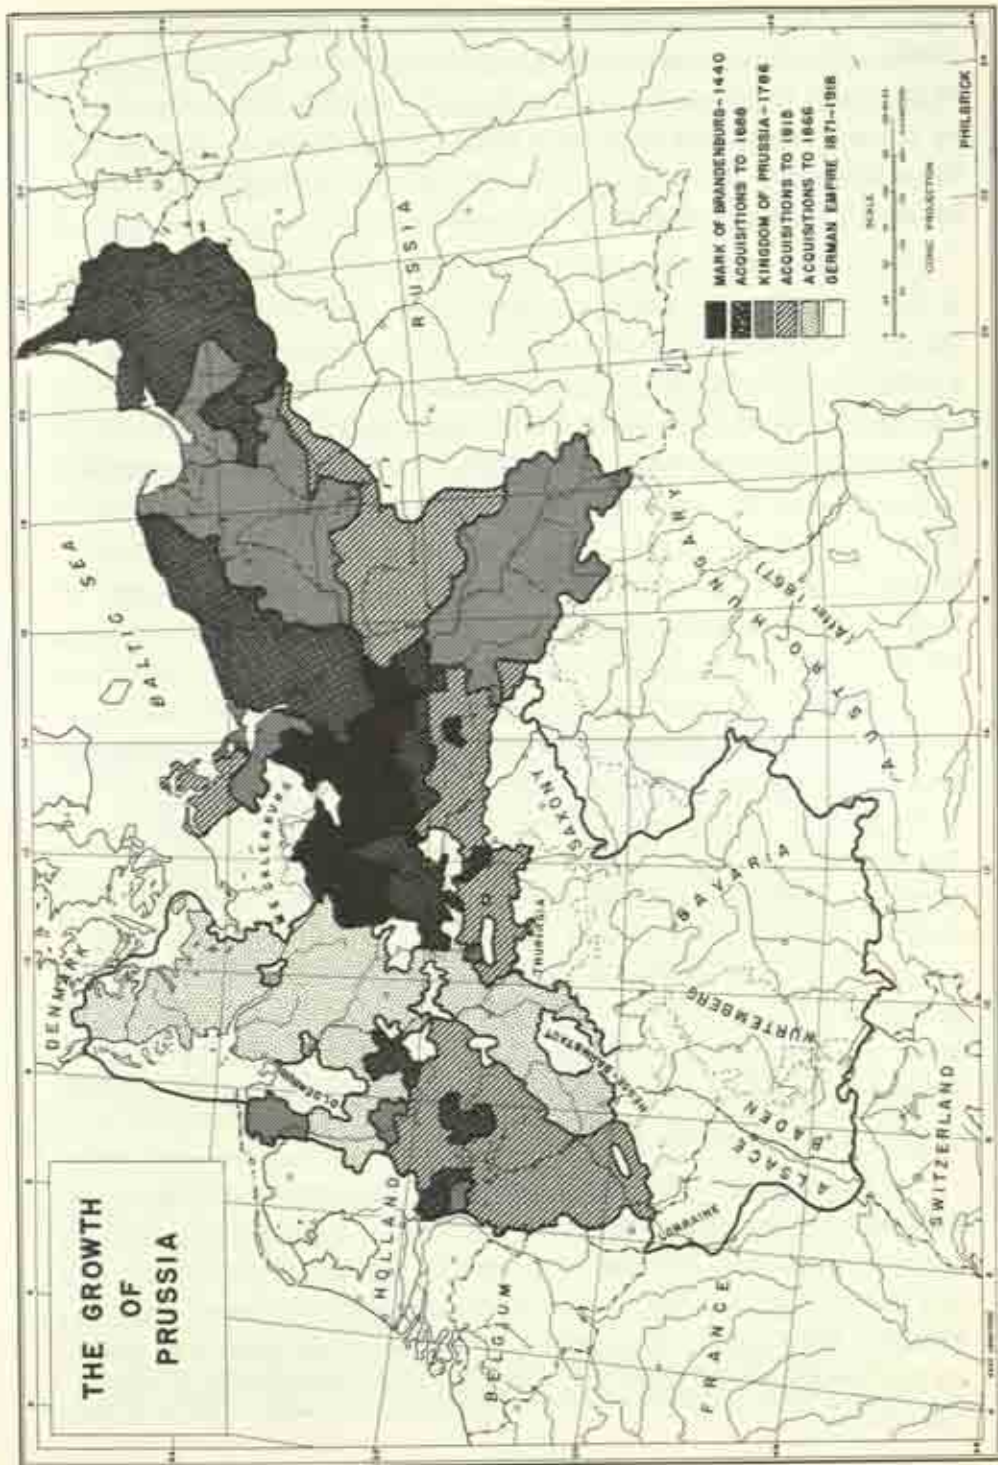 THE GROWTH
OF
PRUSSIA
DENMARK
BALTIC SEA
MECKLENBURG
HOLLAND
RUSSIA
BELGIUM
THURINGIA
SAXONY
LORRAINE
ALSACE
BADEN
WURTEMBERG
BAVARIA
FRANCE
SWITZERLAND
AUSTRO HUNGARY
(After 1867)
MARK OF BRANDENBURG-1440
ACQUISITIONS TO 1688
KINGDOM OF PRUSSIA-1786
ACQUISITIONS TO 1815
ACQUISITIONS TO 1866
GERMAN EMPIRE 1871-1918
SCALE
CONIC PROJECTION
PHILBRICK